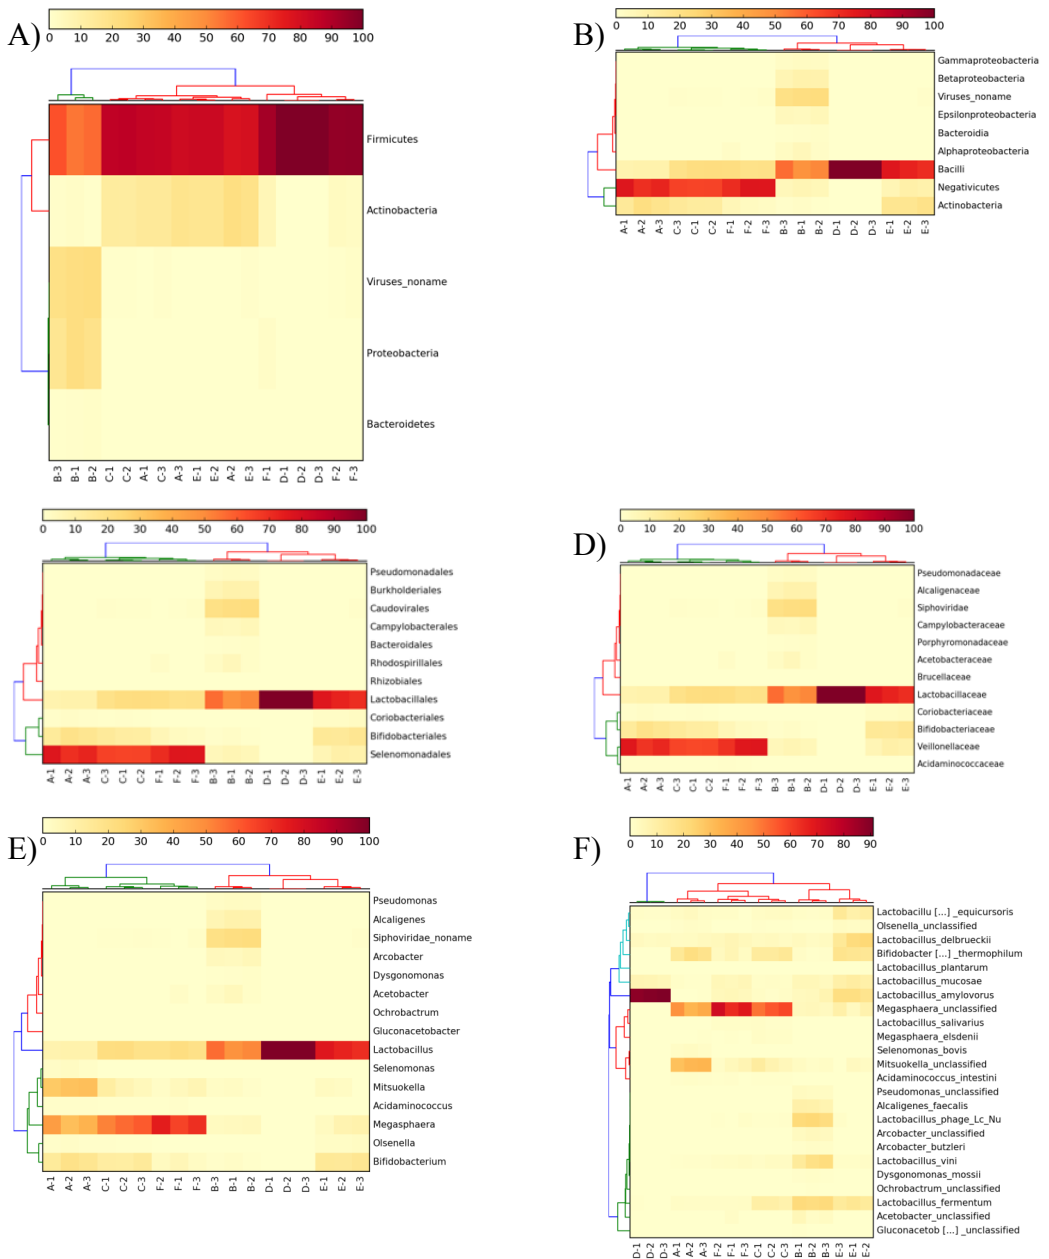 A)
0 10 20 30 40 50 60 70 80 90 100
Firmicutes
Actinobacteria
Viruses_noname
Proteobacteria
Bacteroidetes
B-3 B-1 B-2 C-1 C-2 A-1 C-3 A-3 E-1 E-2 A-2 E-3 F-1 D-1 D-2 D-3 F-2 F-3
B)
0 10 20 30 40 50 60 70 80 90 100
Gammaproteobacteria
Betaproteobacteria
Viruses_noname
Epsilonproteobacteria
Bacteroidia
Alphaproteobacteria
Bacilli
Negativicutes
Actinobacteria
A-1 A-2 A-3 C-3 C-1 C-2 F-1 F-2 F-3 B-3 B-1 B-2 D-1 D-2 D-3 E-1 E-2 E-3
0 10 20 30 40 50 60 70 80 90 100
Pseudomonadales
Burkholderiales
Caudovirales
Campylobacterales
Bacteroidales
Rhodospirillales
Rhizobiales
Lactobacillales
Coriobacteriales
Bifidobacteriales
Selenomonadales
A-1 A-2 A-3 C-3 C-1 C-2 F-1 F-2 F-3 B-3 B-1 B-2 D-1 D-2 D-3 E-1 E-2 E-3
D)
0 10 20 30 40 50 60 70 80 90 100
Pseudomonadaceae
Alcaligenaceae
Siphoviridae
Campylobacteraceae
Porphyromonadaceae
Acetobacteraceae
Brucellaceae
Lactobacillaceae
Coriobacteriaceae
Bifidobacteriaceae
Veillonellaceae
Acidaminococcaceae
A-1 A-2 A-3 C-3 C-1 C-2 F-1 F-2 F-3 B-3 B-1 B-2 D-1 D-2 D-3 E-1 E-2 E-3
E)
0 10 20 30 40 50 60 70 80 90 100
Pseudomonas
Alcaligenes
Siphoviridae_noname
Arcobacter
Dysgonomonas
Acetobacter
Ochrobactrum
Gluconacetobacter
Lactobacillus
Selenomonas
Mitsuokella
Acidaminococcus
Megasphaera
Olsenella
Bifidobacterium
A-1 A-2 A-3 C-1 C-2 C-3 F-2 F-1 F-3 B-3 B-1 B-2 D-1 D-2 D-3 E-1 E-2 E-3
F)
0 10 20 30 40 50 60 70 80 90
Lactobacillu [...] _equicursoris
Olsenella_unclassified
Lactobacillus_delbrueckii
Bifidobacter [...] _thermophilum
Lactobacillus_plantarum
Lactobacillus_mucosae
Lactobacillus_amylovorus
Megasphaera_unclassified
Lactobacillus_salivarius
Megasphaera_elsdenii
Selenomonas_bovis
Mitsuokella_unclassified
Acidaminococcus_intestini
Pseudomonas_unclassified
Alcaligenes_faecalis
Lactobacillus_phage_Lc_Nu
Arcobacter_unclassified
Arcobacter_butzleri
Lactobacillus_vini
Dysgonomonas_mossii
Ochrobactrum_unclassified
Lactobacillus_fermentum
Acetobacter_unclassified
Gluconacetob [...] _unclassified
D-1 D-2 D-3 A-1 A-2 A-3 F-2 F-1 F-3 C-3 C-1 C-2 B-1 B-2 B-3 E-3 E-1 E-2